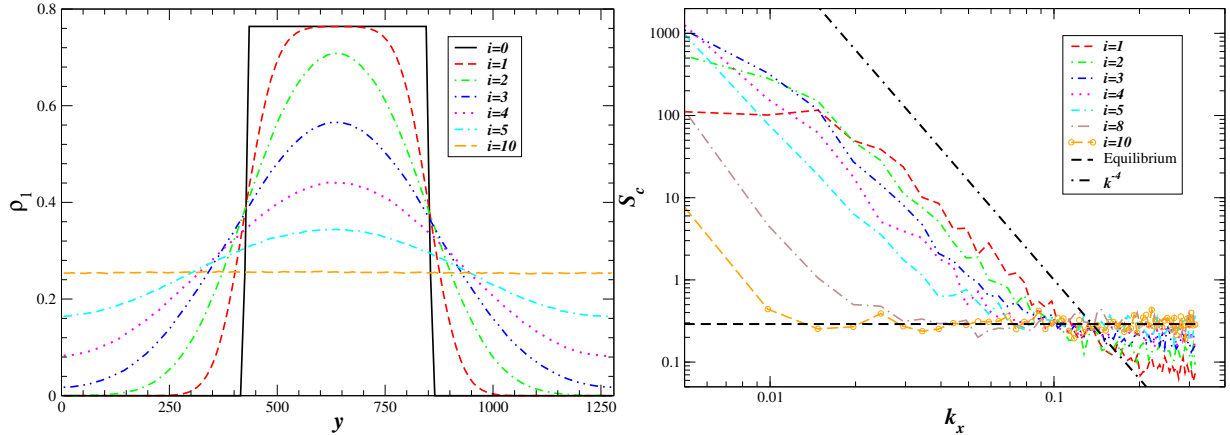 0.8
0.6
0.4
0.2
0
ρ1
0 250 500 750 1000 1250
y
i=0
i=1
i=2
i=3
i=4
i=5
i=10
1000
100
10
1
0.1
Sc
0.01 0.1
kx
i=1
i=2
i=3
i=4
i=5
i=8
i=10
Equilibrium
k-4